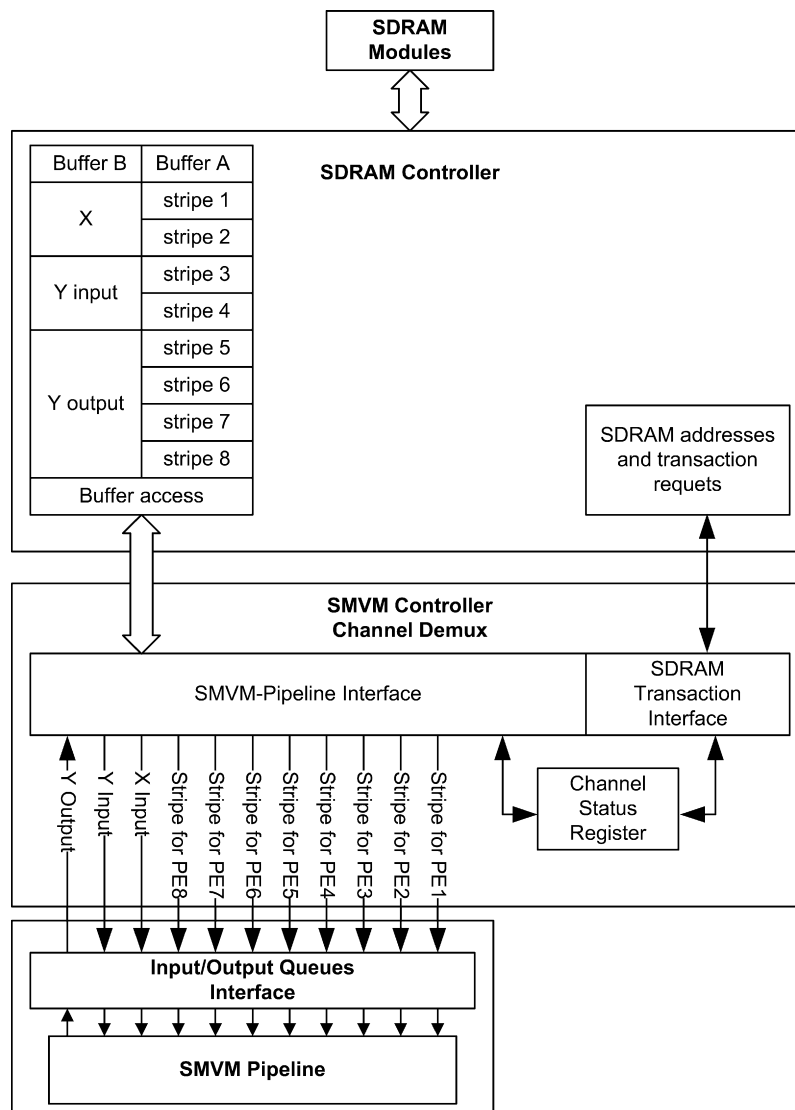 SDRAM
Modules
SDRAM Controller
Buffer B
Buffer A
X
stripe 1
stripe 2
Y input
stripe 3
stripe 4
Y output
stripe 5
stripe 6
stripe 7
stripe 8
Buffer access
SDRAM addresses
and transaction
requets
SMVM Controller
Channel Demux
SMVM-Pipeline Interface
SDRAM
Transaction
Interface
Y Output
Y Input
X Input
Stripe for PE8
Stripe for PE7
Stripe for PE6
Stripe for PE5
Stripe for PE4
Stripe for PE3
Stripe for PE2
Stripe for PE1
Channel
Status
Register
Input/Output Queues
Interface
SMVM Pipeline